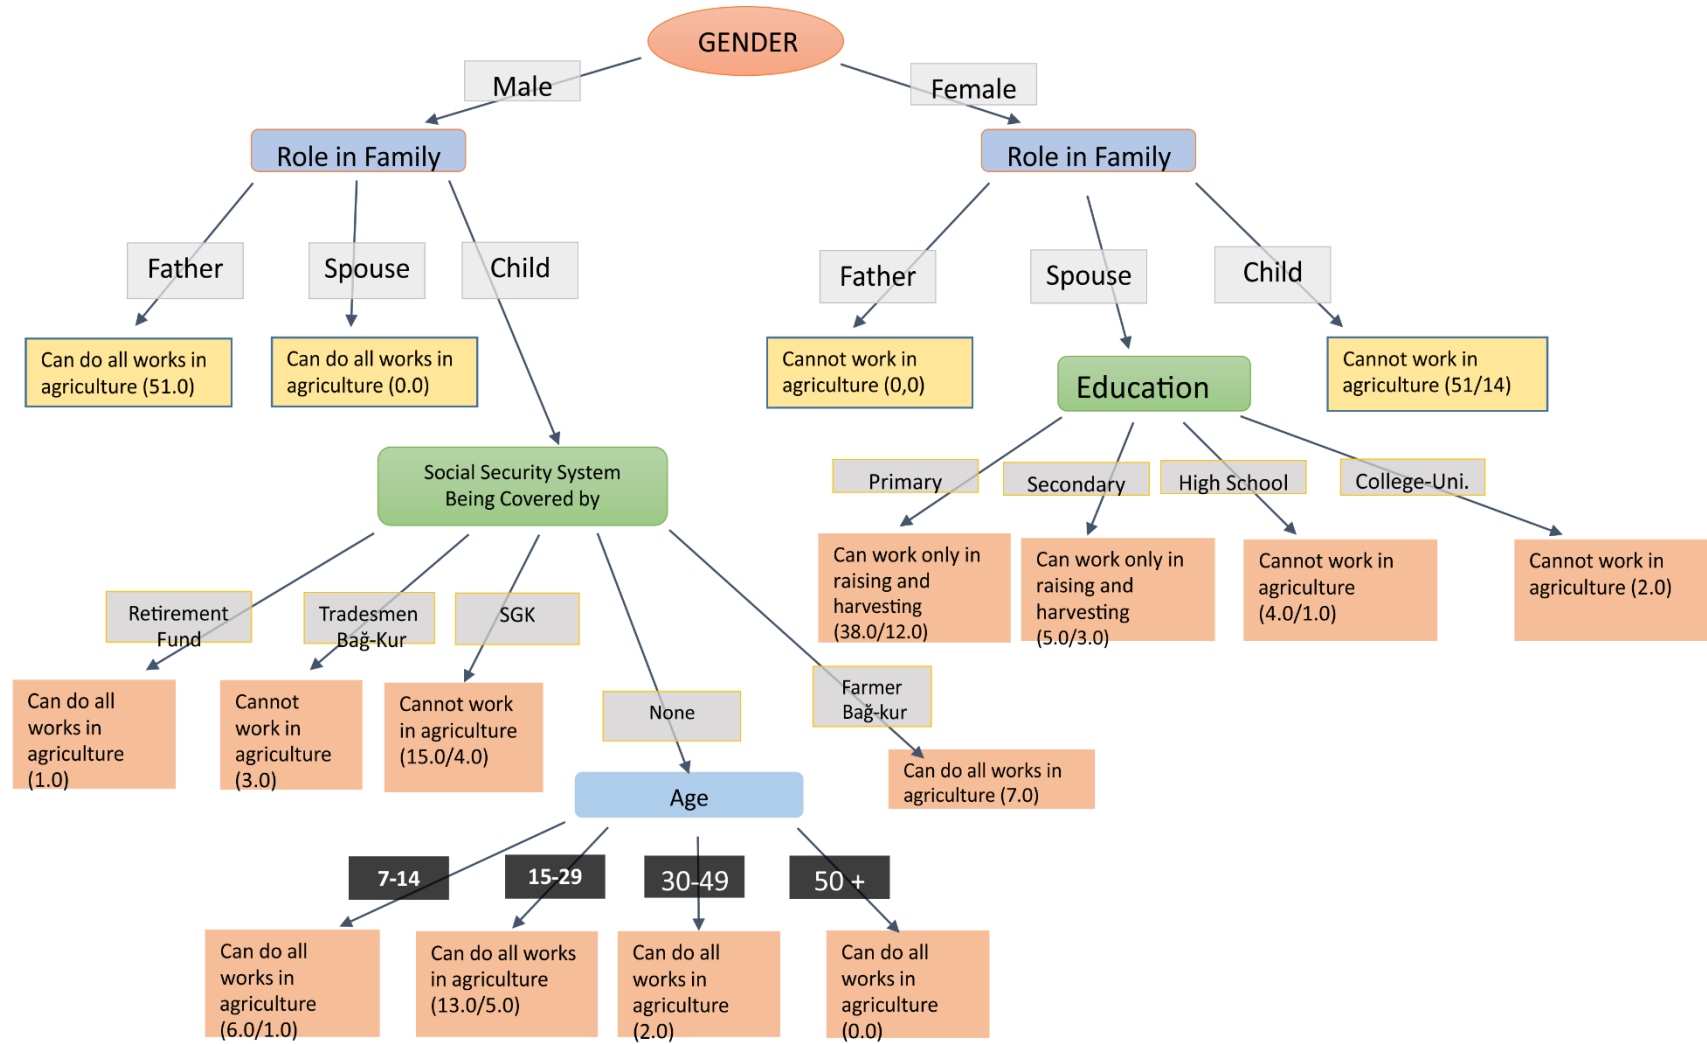 GENDER
Male
Female
Role in Family
Role in Family
Father
Spouse
Child
Father
Spouse
Child
Can do all works in
agriculture (51.0)
Can do all works in
agriculture (0.0)
Cannot work in
agriculture (0,0)
Cannot work in
agriculture (51/14)
Education
Social Security System
Being Covered by
Primary
Secondary
High School
College-Uni.
Can work only in
raising and
harvesting
(38.0/12.0)
Can work only in
raising and
harvesting
(5.0/3.0)
Cannot work in
agriculture
(4.0/1.0)
Cannot work in
agriculture (2.0)
Retirement
Fund
Tradesmen
Bağ-Kur
SGK
None
Farmer
Bağ-kur
Can do all
works in
agriculture
(1.0)
Cannot
work in
agriculture
(3.0)
Cannot work
in agriculture
(15.0/4.0)
Can do all works in
agriculture (7.0)
Age
7-14
15-29
30-49
50 +
Can do all
works in
agriculture
(6.0/1.0)
Can do all works
in agriculture
(13.0/5.0)
Can do all
works in
agriculture
(2.0)
Can do all
works in
agriculture
(0.0)